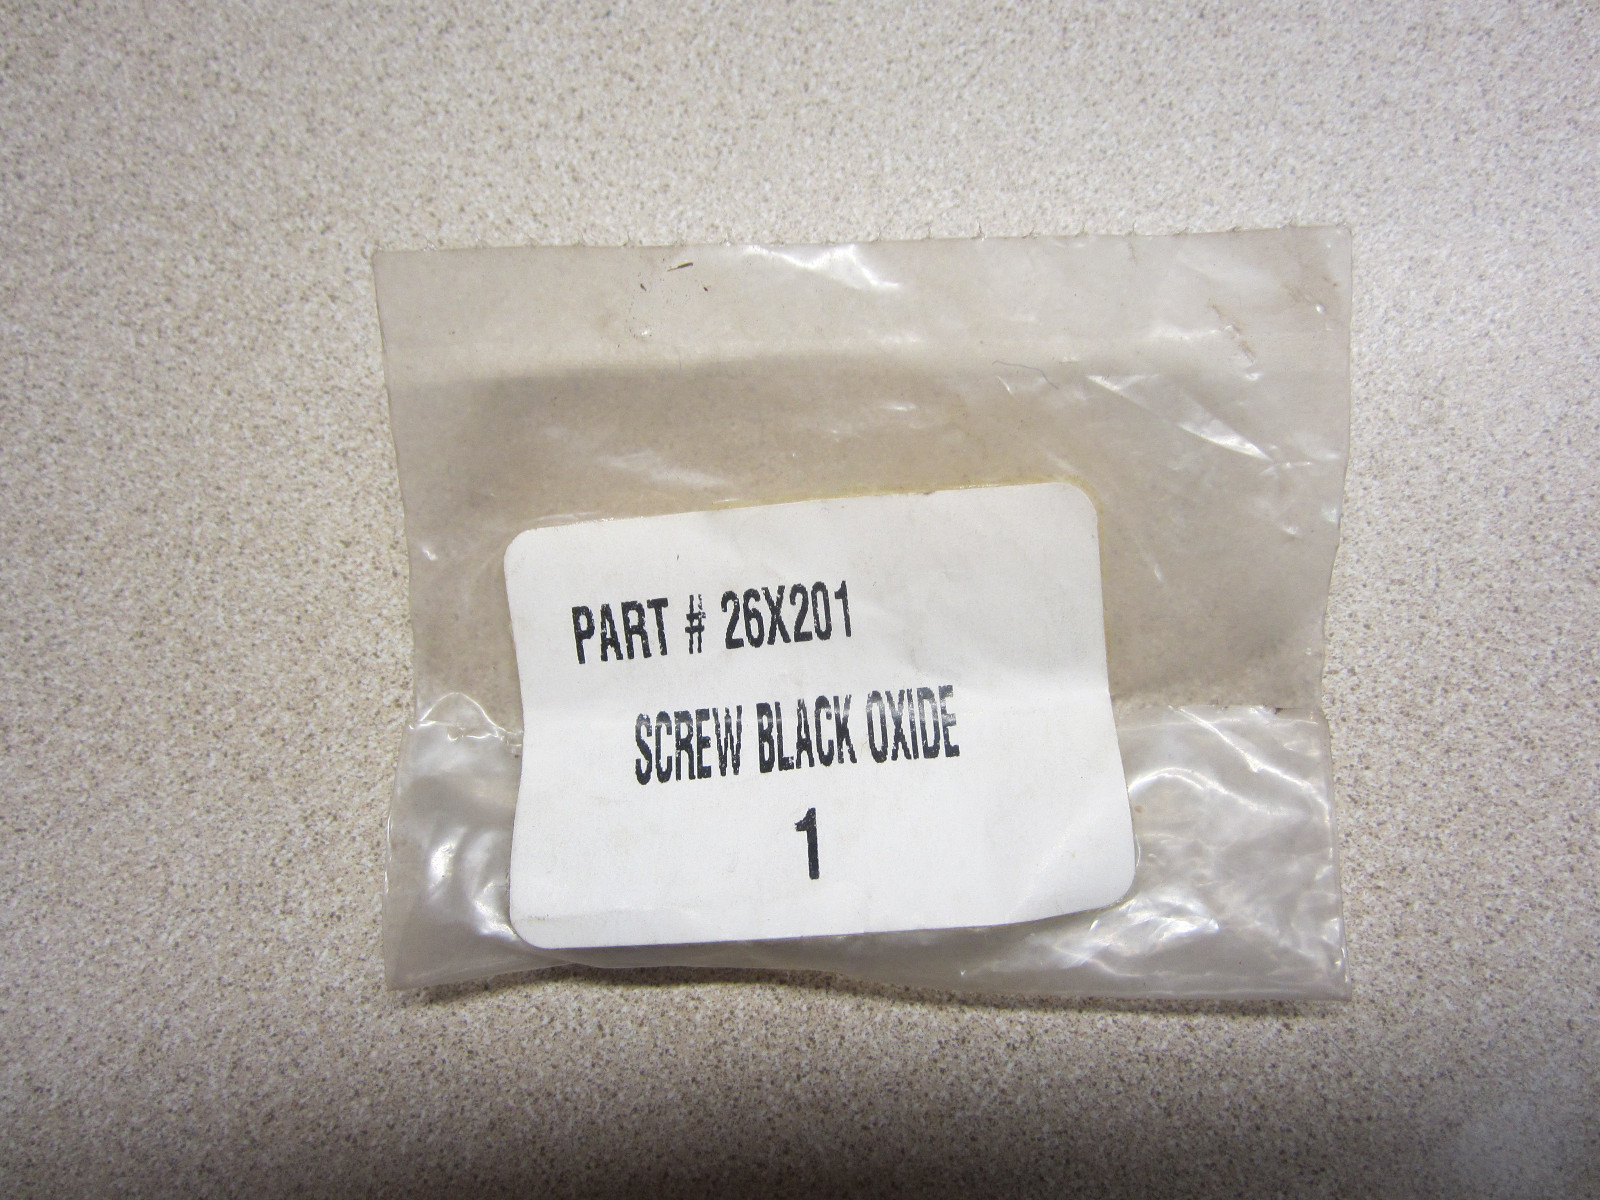 PART # 26X201
SCREW BLACK OXIDE
1